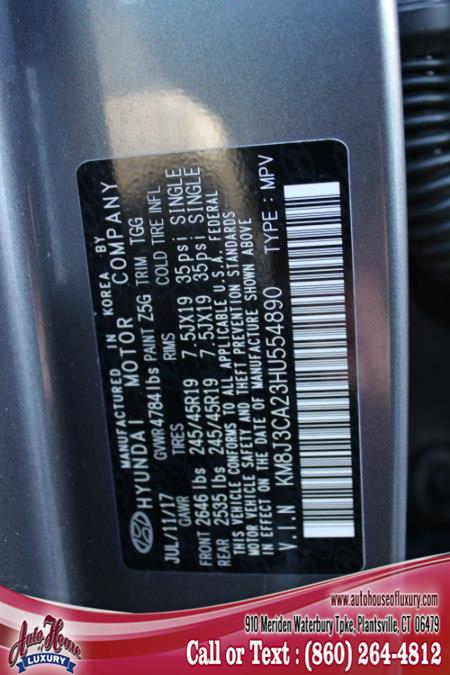 MANUFACTURED IN KOREA BY
HYUNDAI MOTOR COMPANY
JUL/11/17 GVWR 4784 lbs PAINT Z5G TRIM TGG
GAWR TIRES RIMS COLD TIRE INFL
FRONT 2646 lbs 245/45R19 7.5JX19 35psi SINGLE
REAR 2535 lbs 245/45R19 7.5JX19 35psi SINGLE
THIS VEHICLE CONFORMS TO ALL APPLICABLE U.S.A. FEDERAL
MOTOR VEHICLE SAFETY AND THEFT PREVENTION STANDARDS
IN EFFECT ON THE DATE OF MANUFACTURE SHOWN ABOVE
V.I.N KM8J3CA23HU554890 TYPE: MPV
www.autohouseofluxury.com
910 Meriden Waterbury Tpke, Plantsville, CT 06479
Call or Text : (860) 264-4812
Auto House
of
LUXURY